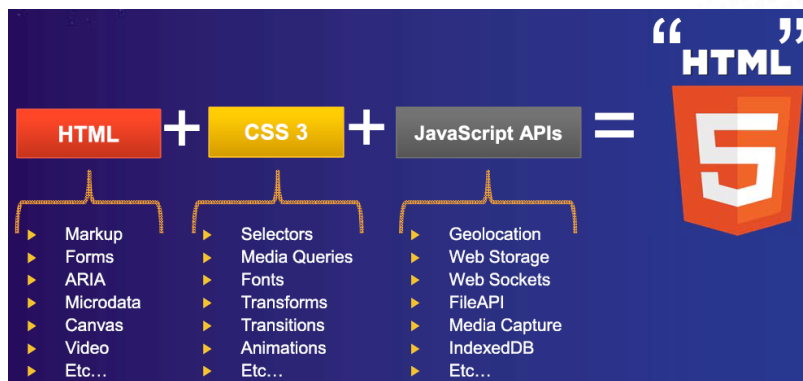 “ HTML ”
5
HTML + CSS 3 + JavaScript APIs =
Markup
Forms
ARIA
Microdata
Canvas
Video
Etc…
Selectors
Media Queries
Fonts
Transforms
Transitions
Animations
Etc…
Geolocation
Web Storage
Web Sockets
FileAPI
Media Capture
IndexedDB
Etc…